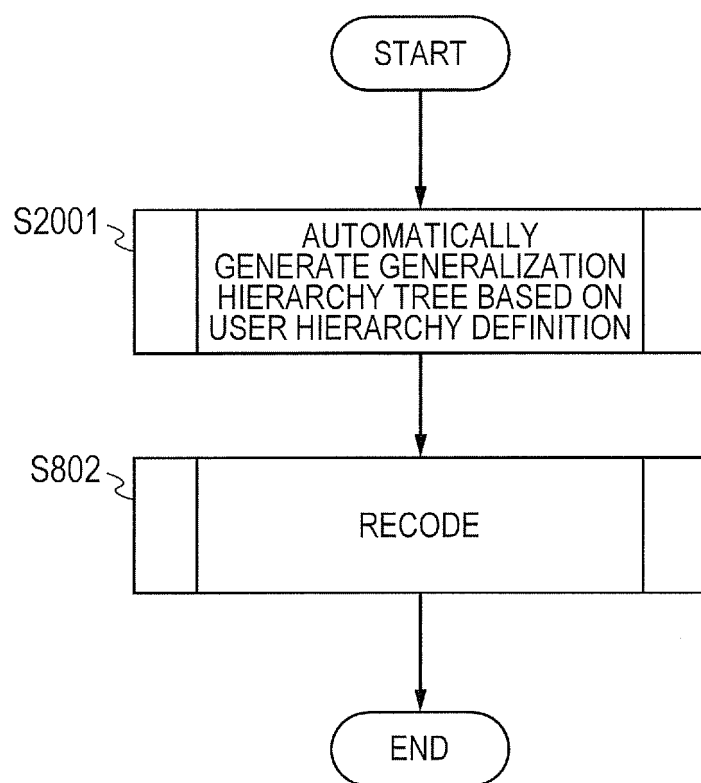 START
S2001
AUTOMATICALLY
GENERATE GENERALIZATION
HIERARCHY TREE BASED ON
USER HIERARCHY DEFINITION
S802
RECODE
END